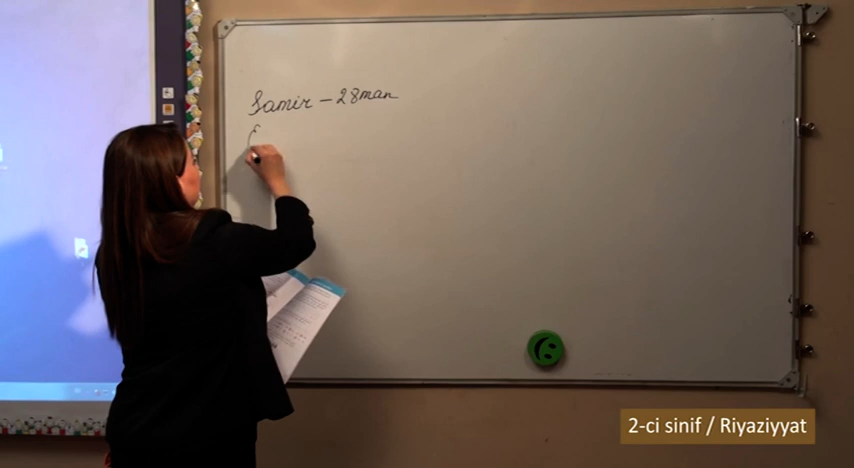 Samir – 28man
2-ci sinif / Riyaziyyat